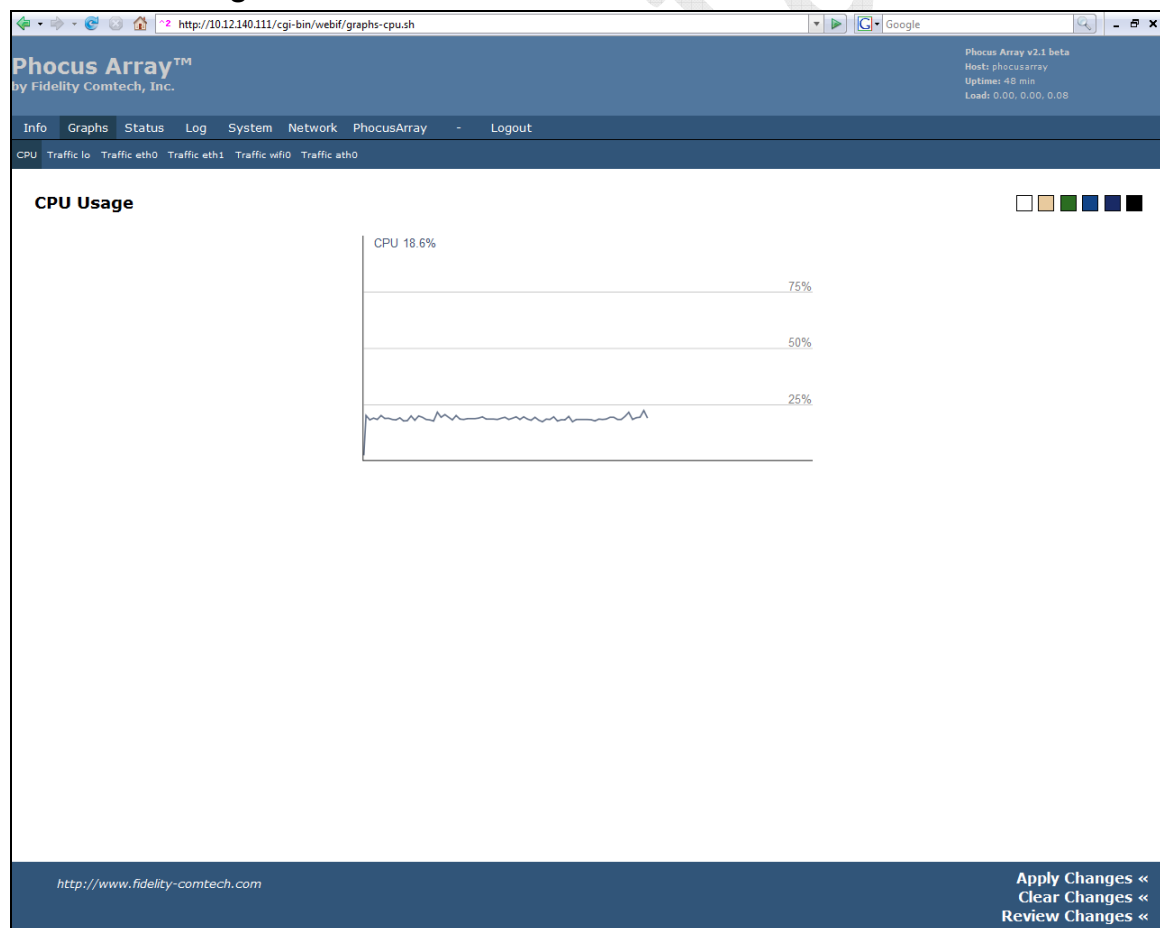 http://10.12.140.111/cgi-bin/webif/graphs-cpu.sh
Google
Phocus Array™
by Fidelity Comtech, Inc.
Phocus Array v2.1 beta
Host: phocusarray
Uptime: 48 min
Load: 0.00, 0.00, 0.08
Info Graphs Status Log System Network PhocusArray - Logout
CPU Traffic lo Traffic eth0 Traffic eth1 Traffic wifi0 Traffic ath0
CPU Usage
CPU 18.6%
75%
50%
25%
http://www.fidelity-comtech.com
Apply Changes «
Clear Changes «
Review Changes «